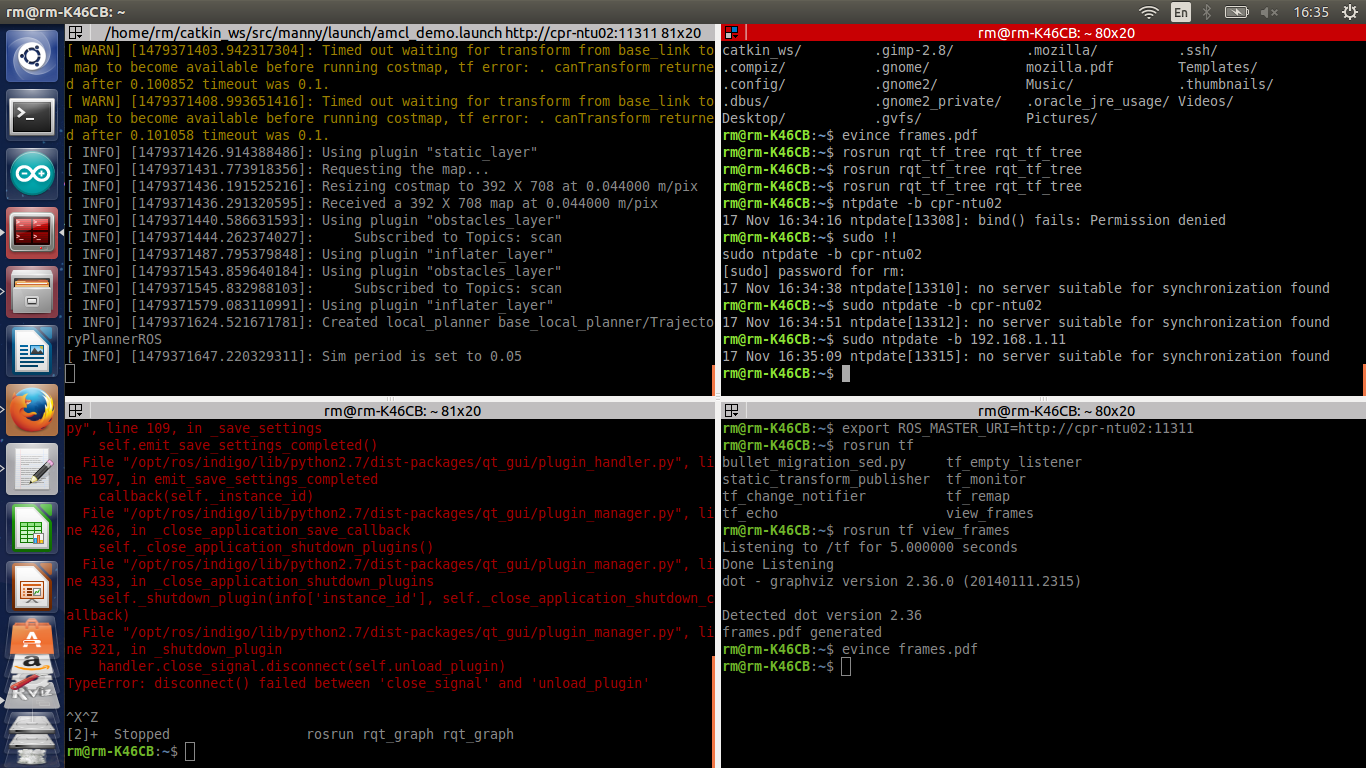 rm@rm-K46CB: ~
En
16:35
/home/rm/catkin_ws/src/manny/launch/amcl_demo.launch http://cpr-ntu02:11311 81x20
[ WARN] [1479371403.942317304]: Timed out waiting for transform from base_link to
 map to become available before running costmap, tf error: . canTransform returne
d after 0.100852 timeout was 0.1.
[ WARN] [1479371408.993651416]: Timed out waiting for transform from base_link to
 map to become available before running costmap, tf error: . canTransform returne
d after 0.101058 timeout was 0.1.
[ INFO] [1479371426.914388486]: Using plugin "static_layer"
[ INFO] [1479371431.773918356]: Requesting the map...
[ INFO] [1479371436.191525216]: Resizing costmap to 392 X 708 at 0.044000 m/pix
[ INFO] [1479371436.291320595]: Received a 392 X 708 map at 0.044000 m/pix
[ INFO] [1479371440.586631593]: Using plugin "obstacles_layer"
[ INFO] [1479371444.262374027]:     Subscribed to Topics: scan
[ INFO] [1479371487.795379848]: Using plugin "inflater_layer"
[ INFO] [1479371543.859640184]: Using plugin "obstacles_layer"
[ INFO] [1479371545.832988103]:     Subscribed to Topics: scan
[ INFO] [1479371579.083110991]: Using plugin "inflater_layer"
[ INFO] [1479371624.521671781]: Created local_planner base_local_planner/Trajecto
ryPlannerROS
[ INFO] [1479371647.220329311]: Sim period is set to 0.05
rm@rm-K46CB: ~ 80x20
catkin_ws/ .gimp-2.8/ .mozilla/ .ssh/
.compiz/ .gnome/ mozilla.pdf Templates/
.config/ .gnome2/ Music/ .thumbnails/
.dbus/ .gnome2_private/ .oracle_jre_usage/ Videos/
Desktop/ .gvfs/ Pictures/
rm@rm-K46CB:~$ evince frames.pdf
rm@rm-K46CB:~$ rosrun rqt_tf_tree rqt_tf_tree
rm@rm-K46CB:~$ rosrun rqt_tf_tree rqt_tf_tree
rm@rm-K46CB:~$ rosrun rqt_tf_tree rqt_tf_tree
rm@rm-K46CB:~$ ntpdate -b cpr-ntu02
17 Nov 16:34:16 ntpdate[13308]: bind() fails: Permission denied
rm@rm-K46CB:~$ sudo !!
sudo ntpdate -b cpr-ntu02
[sudo] password for rm:
17 Nov 16:34:38 ntpdate[13310]: no server suitable for synchronization found
rm@rm-K46CB:~$ sudo ntpdate -b cpr-ntu02
17 Nov 16:34:51 ntpdate[13312]: no server suitable for synchronization found
rm@rm-K46CB:~$ sudo ntpdate -b 192.168.1.11
17 Nov 16:35:09 ntpdate[13315]: no server suitable for synchronization found
rm@rm-K46CB:~$
rm@rm-K46CB: ~ 81x20
py", line 109, in _save_settings
    self.emit_save_settings_completed()
  File "/opt/ros/indigo/lib/python2.7/dist-packages/qt_gui/plugin_handler.py", li
ne 197, in emit_save_settings_completed
    callback(self._instance_id)
  File "/opt/ros/indigo/lib/python2.7/dist-packages/qt_gui/plugin_manager.py", li
ne 426, in _close_application_save_callback
    self._close_application_shutdown_plugins()
  File "/opt/ros/indigo/lib/python2.7/dist-packages/qt_gui/plugin_manager.py", li
ne 433, in _close_application_shutdown_plugins
    self._shutdown_plugin(info['instance_id'], self._close_application_shutdown_c
allback)
  File "/opt/ros/indigo/lib/python2.7/dist-packages/qt_gui/plugin_manager.py", li
ne 321, in _shutdown_plugin
    handler.close_signal.disconnect(self.unload_plugin)
TypeError: disconnect() failed between 'close_signal' and 'unload_plugin'
^X^Z
[2]+  Stopped                 rosrun rqt_graph rqt_graph
rm@rm-K46CB:~$
rm@rm-K46CB: ~ 80x20
rm@rm-K46CB:~$ export ROS_MASTER_URI=http://cpr-ntu02:11311
rm@rm-K46CB:~$ rosrun tf
bullet_migration_sed.py     tf_empty_listener
static_transform_publisher  tf_monitor
tf_change_notifier          tf_remap
tf_echo                     view_frames
rm@rm-K46CB:~$ rosrun tf view_frames
Listening to /tf for 5.000000 seconds
Done Listening
dot - graphviz version 2.36.0 (20140111.2315)
Detected dot version 2.36
frames.pdf generated
rm@rm-K46CB:~$ evince frames.pdf
rm@rm-K46CB:~$